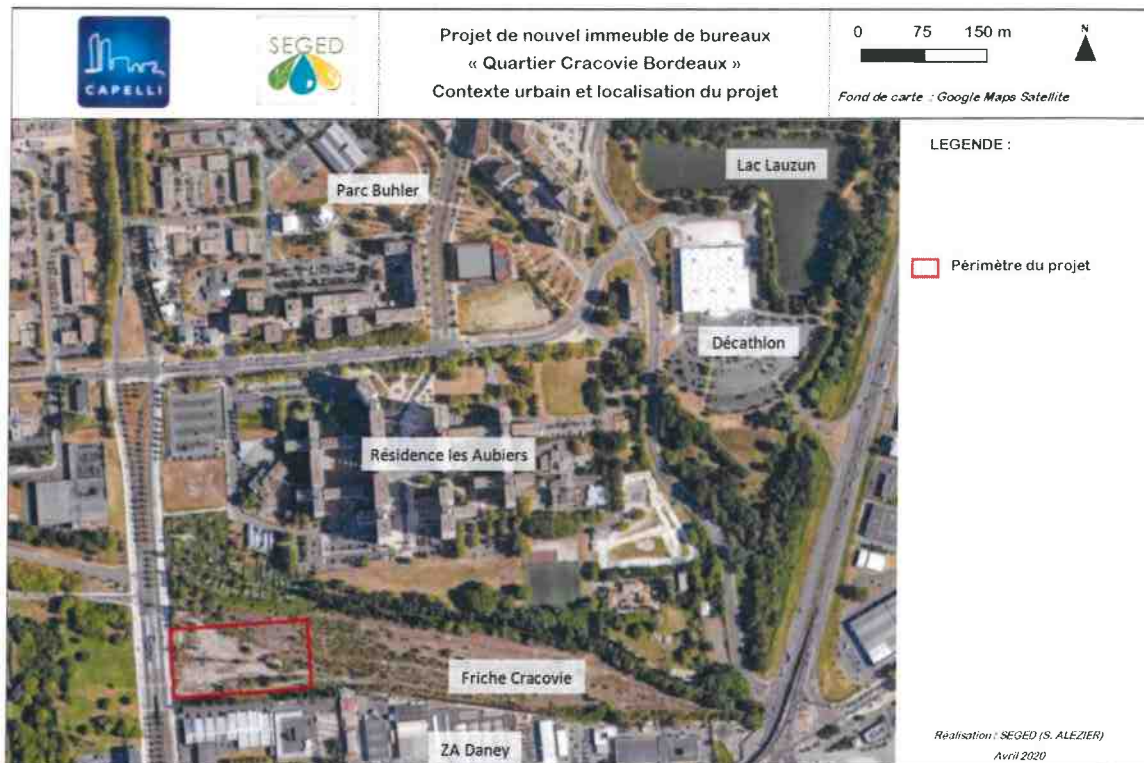 CAPELLI
SEGED
Projet de nouvel immeuble de bureaux
« Quartier Cracovie Bordeaux »
Contexte urbain et localisation du projet
0 75 150 m
N
Fond de carte : Google Maps Satellite
LEGENDE :
Périmètre du projet
Lac Lauzun
Parc Buhler
Décathlon
Résidence les Aubiers
Friche Cracovie
ZA Daney
Réalisation : SEGED (S. ALEZIER)
Avril 2020